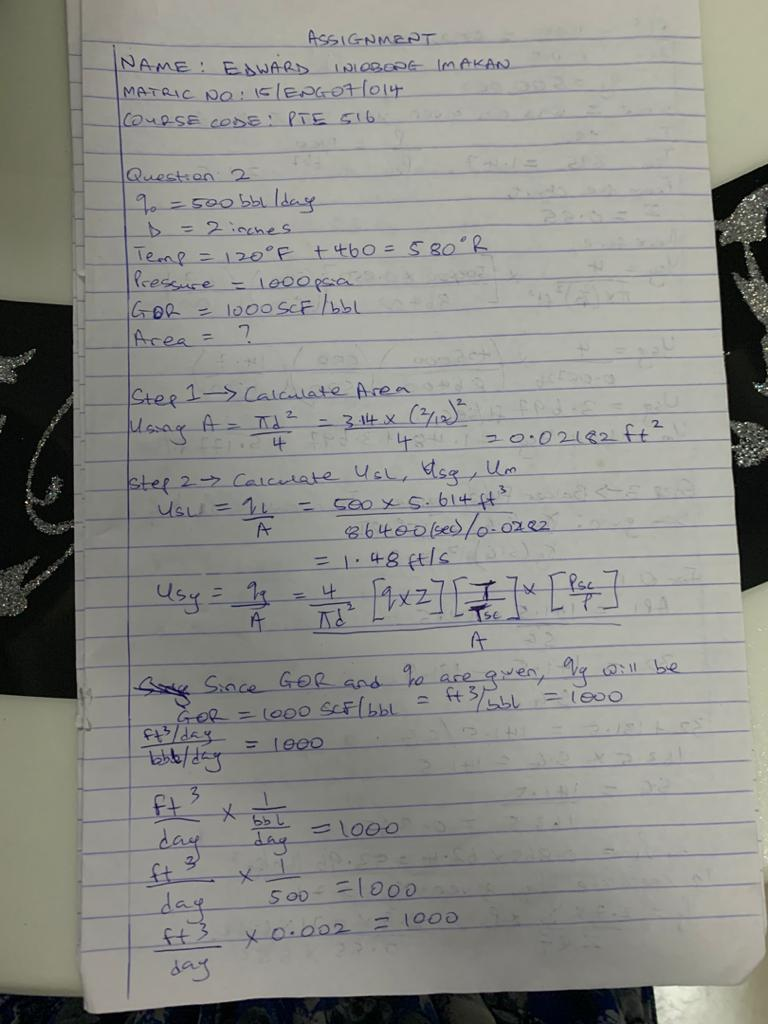 ASSIGNMENT
NAME: EDWARD INIOBONG IMAKAN
MATRIC NO: 15/ENG07/014
COURSE CODE: PTE 516
Question 2
qo = 500 bbl/day
D = 2 inches
Temp = 120°F + 460 = 580°R
Pressure = 1000psia
GOR = 1000 SCF/bbl
Area = ?
Step 1 → Calculate Area
Using A = πd²/4 = 3.14 × (2/12)²/4 = 0.02182 ft²
Step 2 → Calculate Usl, Usg, Um
Usl = qL/A = 500 × 5.614 ft³ / 86400(sec)/0.0282
= 1.48 ft/s
Usg = qg/A = 4/πd² [q×z] [T/Tsc] × [Psc/P] / A
Since GOR and qo are given, qg will be
GOR = 1000 SCF/bbl = ft³/bbl = 1000
ft³/day / bbl/day = 1000
ft³/day × 1/(bbl/day) = 1000
ft³/day × 1/500 = 1000
ft³/day × 0.002 = 1000